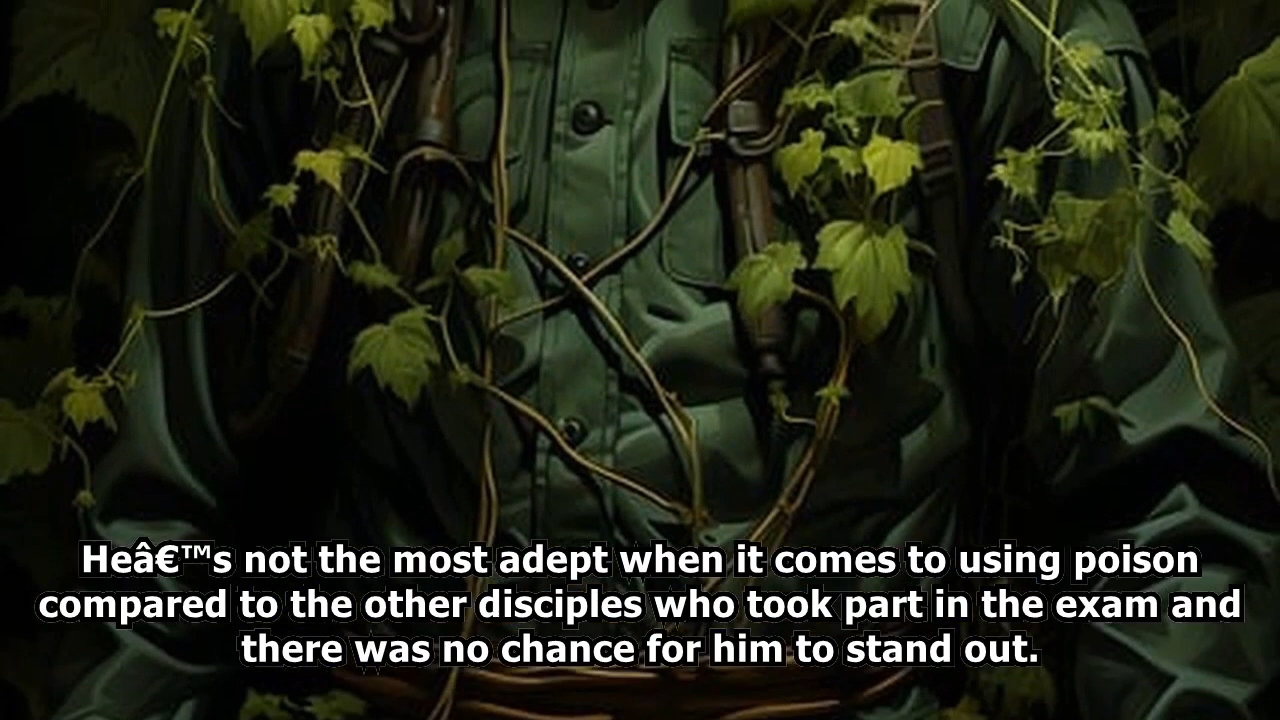 Heâ€™s not the most adept when it comes to using poison
compared to the other disciples who took part in the exam and
there was no chance for him to stand out.